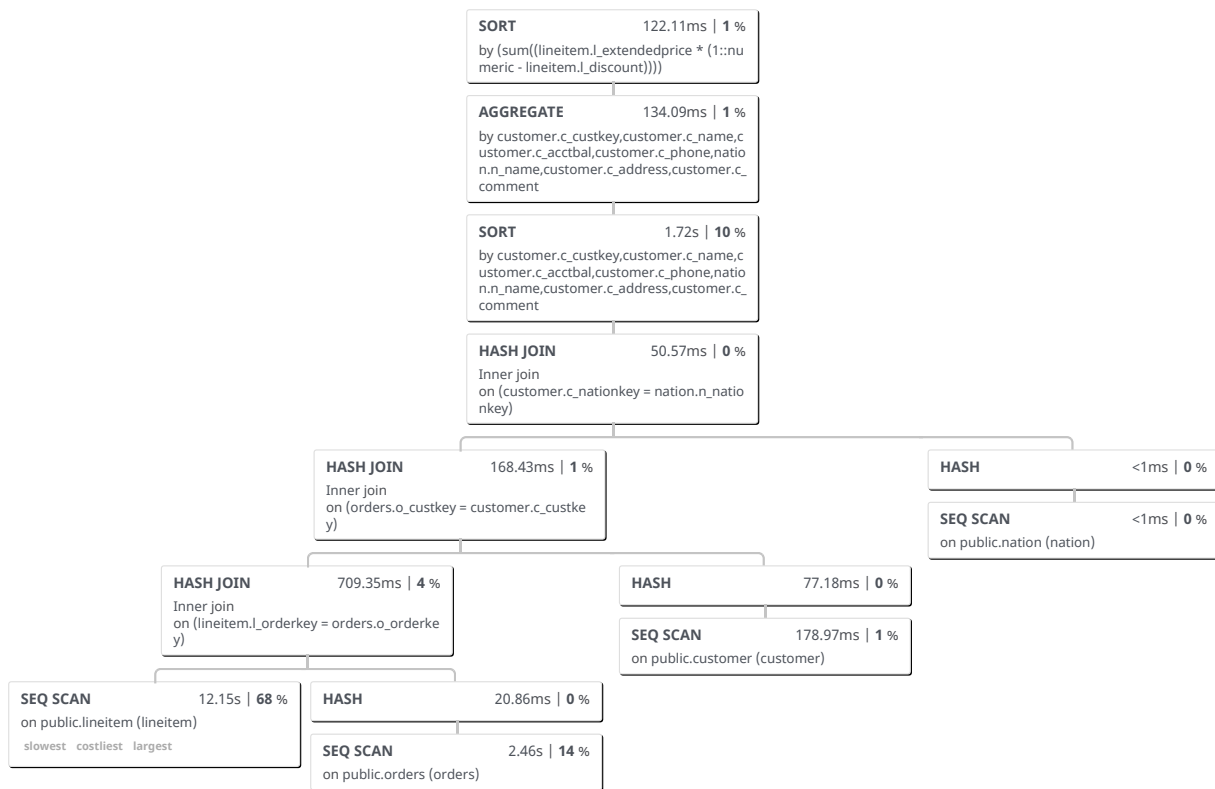 SORT 122.11ms | 1 %
by (sum((lineitem.l_extendedprice * (1::nu
meric - lineitem.l_discount))))
AGGREGATE 134.09ms | 1 %
by customer.c_custkey,customer.c_name,c
ustomer.c_acctbal,customer.c_phone,natio
n.n_name,customer.c_address,customer.c_
comment
SORT 1.72s | 10 %
by customer.c_custkey,customer.c_name,c
ustomer.c_acctbal,customer.c_phone,natio
n.n_name,customer.c_address,customer.c_
comment
HASH JOIN 50.57ms | 0 %
Inner join
on (customer.c_nationkey = nation.n_natio
nkey)
HASH JOIN 168.43ms | 1 %
Inner join
on (orders.o_custkey = customer.c_custke
y)
HASH <1ms | 0 %
SEQ SCAN <1ms | 0 %
on public.nation (nation)
HASH JOIN 709.35ms | 4 %
Inner join
on (lineitem.l_orderkey = orders.o_orderke
y)
HASH 77.18ms | 0 %
SEQ SCAN 178.97ms | 1 %
on public.customer (customer)
SEQ SCAN 12.15s | 68 %
on public.lineitem (lineitem)
slowest costliest largest
HASH 20.86ms | 0 %
SEQ SCAN 2.46s | 14 %
on public.orders (orders)